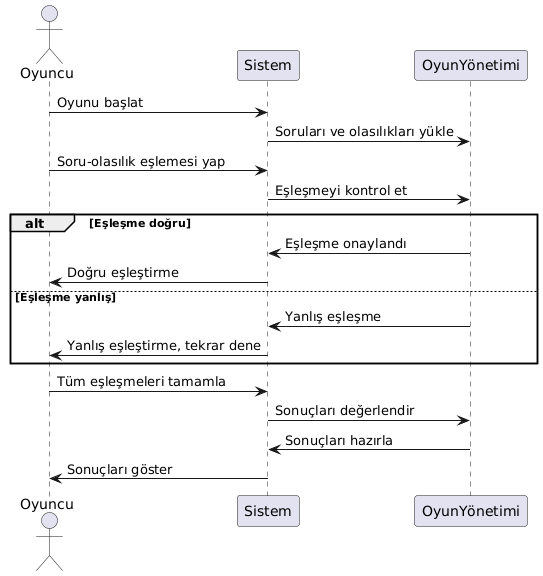 Oyuncu
Sistem
OyunYönetimi
Oyunu başlat
Soruları ve olasılıkları yükle
Soru-olasılık eşlemesi yap
Eşleşmeyi kontrol et
alt [Eşleşme doğru]
Eşleşme onaylandı
Doğru eşleştirme
[Eşleşme yanlış]
Yanlış eşleşme
Yanlış eşleştirme, tekrar dene
Tüm eşleşmeleri tamamla
Sonuçları değerlendir
Sonuçları hazırla
Sonuçları göster
Oyuncu
Sistem
OyunYönetimi